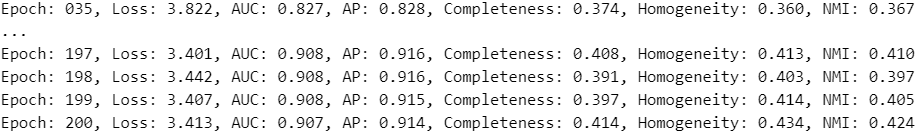 Epoch: 035, Loss: 3.822, AUC: 0.827, AP: 0.828, Completeness: 0.374, Homogeneity: 0.360, NMI: 0.367
...
Epoch: 197, Loss: 3.401, AUC: 0.908, AP: 0.916, Completeness: 0.408, Homogeneity: 0.413, NMI: 0.410
Epoch: 198, Loss: 3.442, AUC: 0.908, AP: 0.916, Completeness: 0.391, Homogeneity: 0.403, NMI: 0.397
Epoch: 199, Loss: 3.407, AUC: 0.908, AP: 0.915, Completeness: 0.397, Homogeneity: 0.414, NMI: 0.405
Epoch: 200, Loss: 3.413, AUC: 0.907, AP: 0.914, Completeness: 0.414, Homogeneity: 0.434, NMI: 0.424